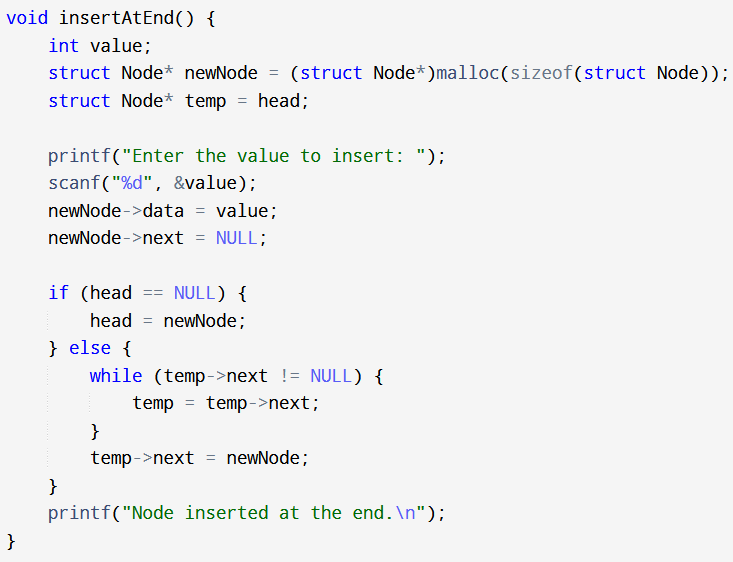 void insertAtEnd() {
    int value;
    struct Node* newNode = (struct Node*)malloc(sizeof(struct Node));
    struct Node* temp = head;

    printf("Enter the value to insert: ");
    scanf("%d", &value);
    newNode->data = value;
    newNode->next = NULL;

    if (head == NULL) {
        head = newNode;
    } else {
        while (temp->next != NULL) {
            temp = temp->next;
        }
        temp->next = newNode;
    }
    printf("Node inserted at the end.\n");
}